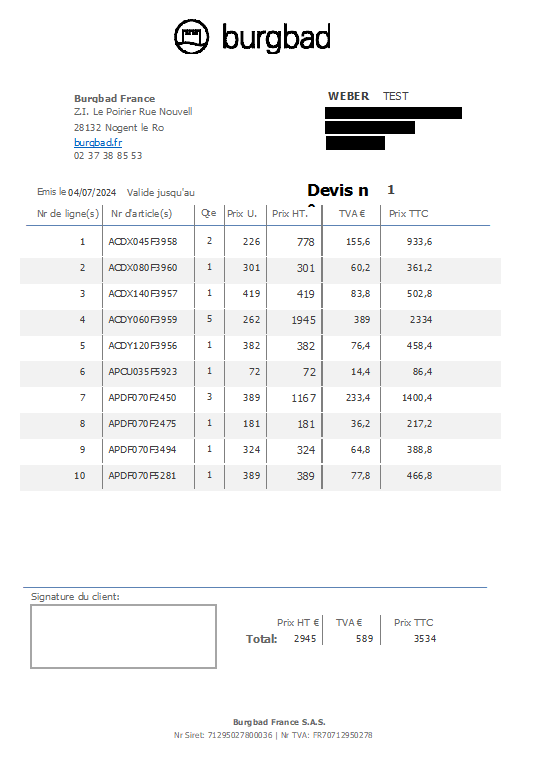 burgbad
Burgbad France
Z.I. Le Poirier Rue Nouvell
28132 Nogent le Ro
burgbad.fr
02 37 38 85 53
WEBER TEST
Emis le 04/07/2024 Valide jusqu'au
Devis n 1
Nr de ligne(s) Nr d'article(s) Qte Prix U. Prix HT. TVA € Prix TTC
1 ACDX045F3958 2 226 778 155,6 933,6
2 ACDX080F3960 1 301 301 60,2 361,2
3 ACDX140F3957 1 419 419 83,8 502,8
4 ACDY060F3959 5 262 1945 389 2334
5 ACDY120F3956 1 382 382 76,4 458,4
6 APCU035F5923 1 72 72 14,4 86,4
7 APDF070F2450 3 389 1167 233,4 1400,4
8 APDF070F2475 1 181 181 36,2 217,2
9 APDF070F3494 1 324 324 64,8 388,8
10 APDF070F5281 1 389 389 77,8 466,8
Signature du client:
Prix HT € TVA € Prix TTC
Total: 2945 589 3534
Burgbad France S.A.S.
Nr Siret: 71295027800036 | Nr TVA: FR70712950278